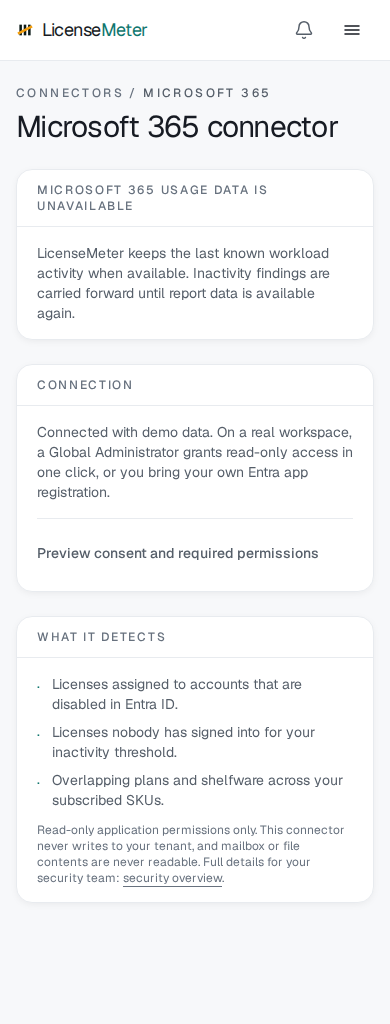 LicenseMeter
CONNECTORS / MICROSOFT 365
Microsoft 365 connector
MICROSOFT 365 USAGE DATA IS
UNAVAILABLE
LicenseMeter keeps the last known workload
activity when available. Inactivity findings are
carried forward until report data is available
again.
CONNECTION
Connected with demo data. On a real workspace,
a Global Administrator grants read-only access in
one click, or you bring your own Entra app
registration.
Preview consent and required permissions
WHAT IT DETECTS
· Licenses assigned to accounts that are
disabled in Entra ID.
· Licenses nobody has signed into for your
inactivity threshold.
· Overlapping plans and shelfware across your
subscribed SKUs.
Read-only application permissions only. This connector
never writes to your tenant, and mailbox or file
contents are never readable. Full details for your
security team: security overview.